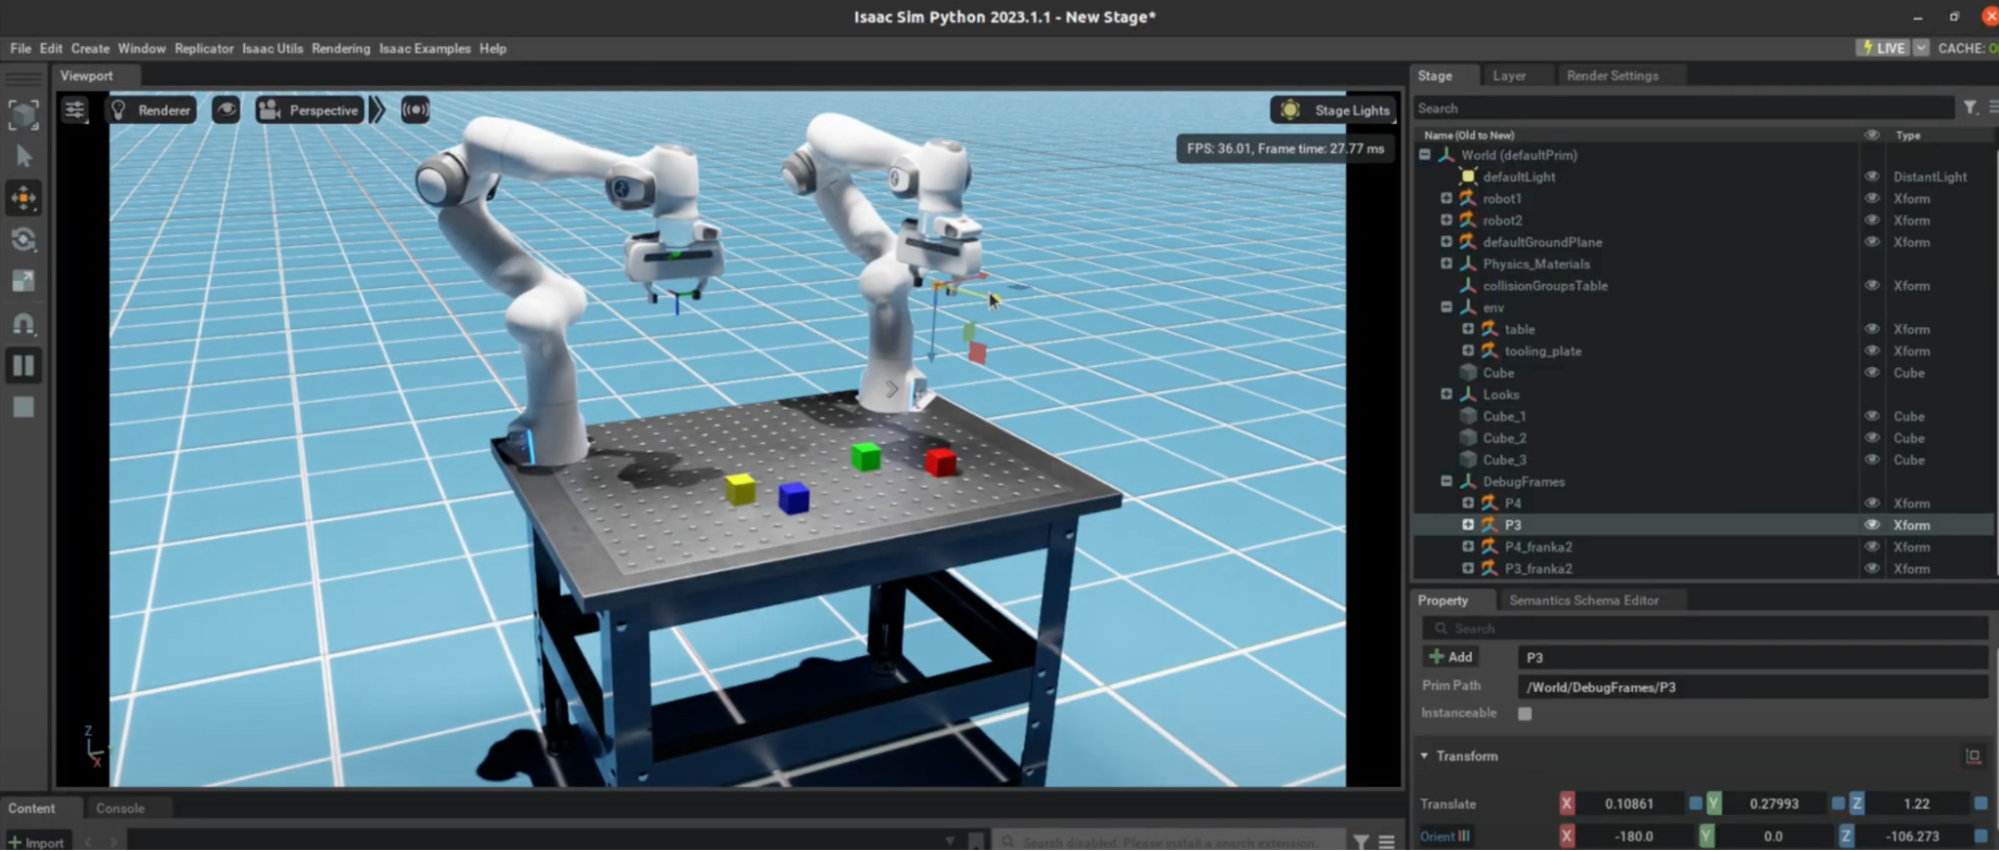 Isaac Sim Python 2023.1.1 - New Stage*
File Edit Create Window Replicator Isaac Utils Rendering Isaac Examples Help
LIVE CACHE:
Viewport
Renderer Perspective Stage Lights
FPS: 36.01, Frame time: 27.77 ms
Z
X
Stage Layer Render Settings
Search
Name (Old to New) Type
World (defaultPrim)
defaultLight DistantLight
robot1 Xform
robot2 Xform
defaultGroundPlane Xform
Physics_Materials
collisionGroupsTable Xform
env
table Xform
tooling_plate Xform
Cube Cube
Looks
Cube_1 Cube
Cube_2 Cube
Cube_3 Cube
DebugFrames
P4 Xform
P3 Xform
P4_franka2 Xform
P3_franka2 Xform
Property Semantics Schema Editor
Search
Add P3
Prim Path /World/DebugFrames/P3
Instanceable
Transform
Translate X 0.10861 Y 0.27993 Z 1.22
Orient X -180.0 Y 0.0 Z -106.273
Content Console
Import Search disabled. Please install a search extension.